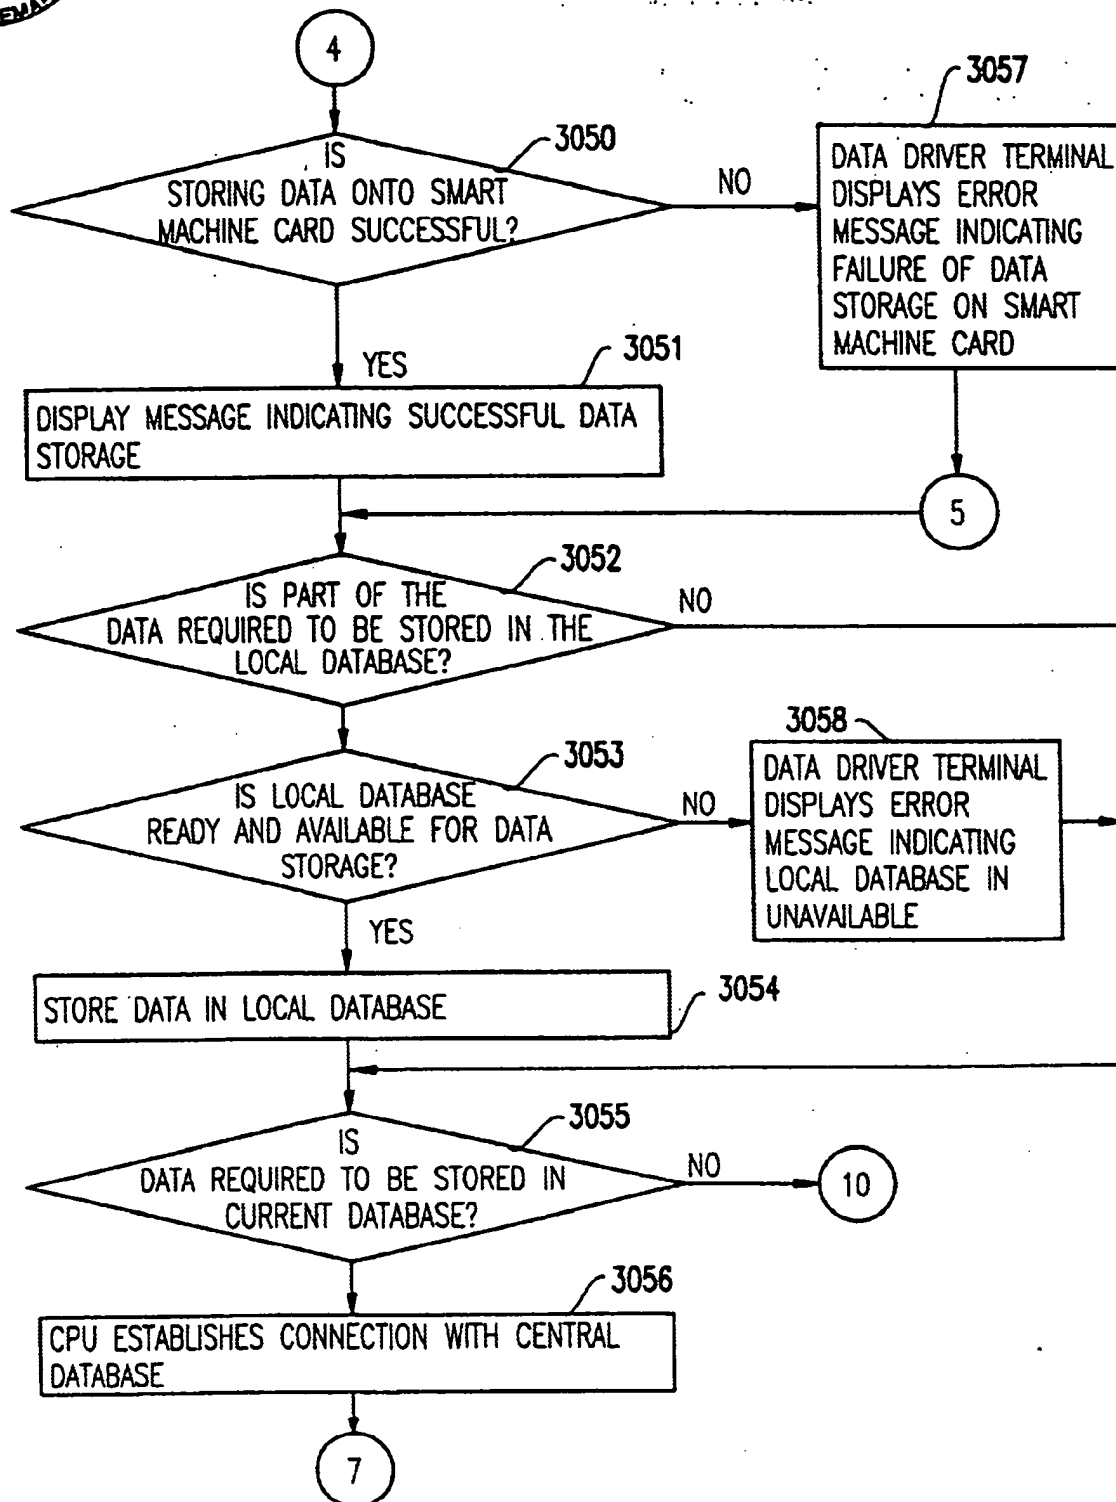 4
3050
3057
IS
STORING DATA ONTO SMART
MACHINE CARD SUCCESSFUL?
NO
DATA DRIVER TERMINAL
DISPLAYS ERROR
MESSAGE INDICATING
FAILURE OF DATA
STORAGE ON SMART
MACHINE CARD
YES
3051
DISPLAY MESSAGE INDICATING SUCCESSFUL DATA
STORAGE
5
3052
IS PART OF THE
DATA REQUIRED TO BE STORED IN THE
LOCAL DATABASE?
NO
3053
IS LOCAL DATABASE
READY AND AVAILABLE FOR DATA
STORAGE?
NO
3058
DATA DRIVER TERMINAL
DISPLAYS ERROR
MESSAGE INDICATING
LOCAL DATABASE IN
UNAVAILABLE
YES
3054
STORE DATA IN LOCAL DATABASE
3055
IS
DATA REQUIRED TO BE STORED IN
CURRENT DATABASE?
NO
10
3056
CPU ESTABLISHES CONNECTION WITH CENTRAL
DATABASE
7